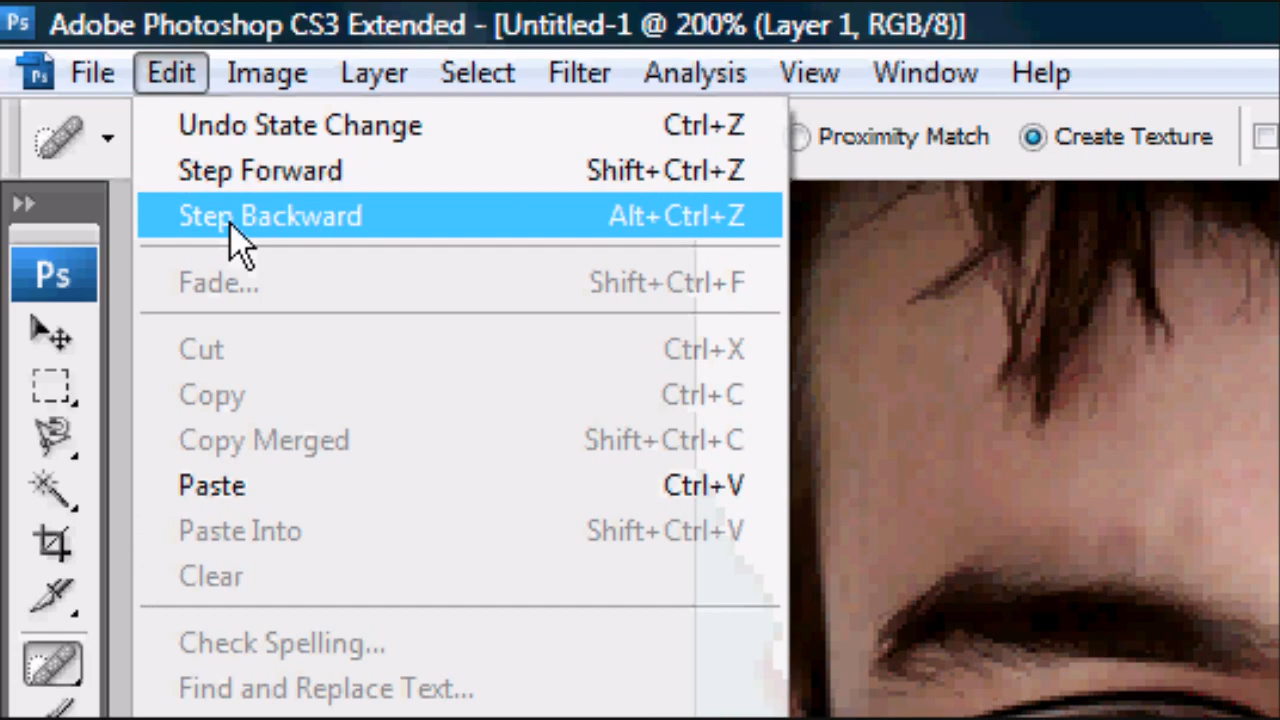 Ps Adobe Photoshop CS3 Extended - [Untitled-1 @ 200% (Layer 1, RGB/8)]
Ps File Edit Image Layer Select Filter Analysis View Window Help
Proximity Match Create Texture
Undo State Change Ctrl+Z
Step Forward Shift+Ctrl+Z
Step Backward Alt+Ctrl+Z
Ps
Fade... Shift+Ctrl+F
Cut Ctrl+X
Copy Ctrl+C
Copy Merged Shift+Ctrl+C
Paste Ctrl+V
Paste Into Shift+Ctrl+V
Clear
Check Spelling...
Find and Replace Text...